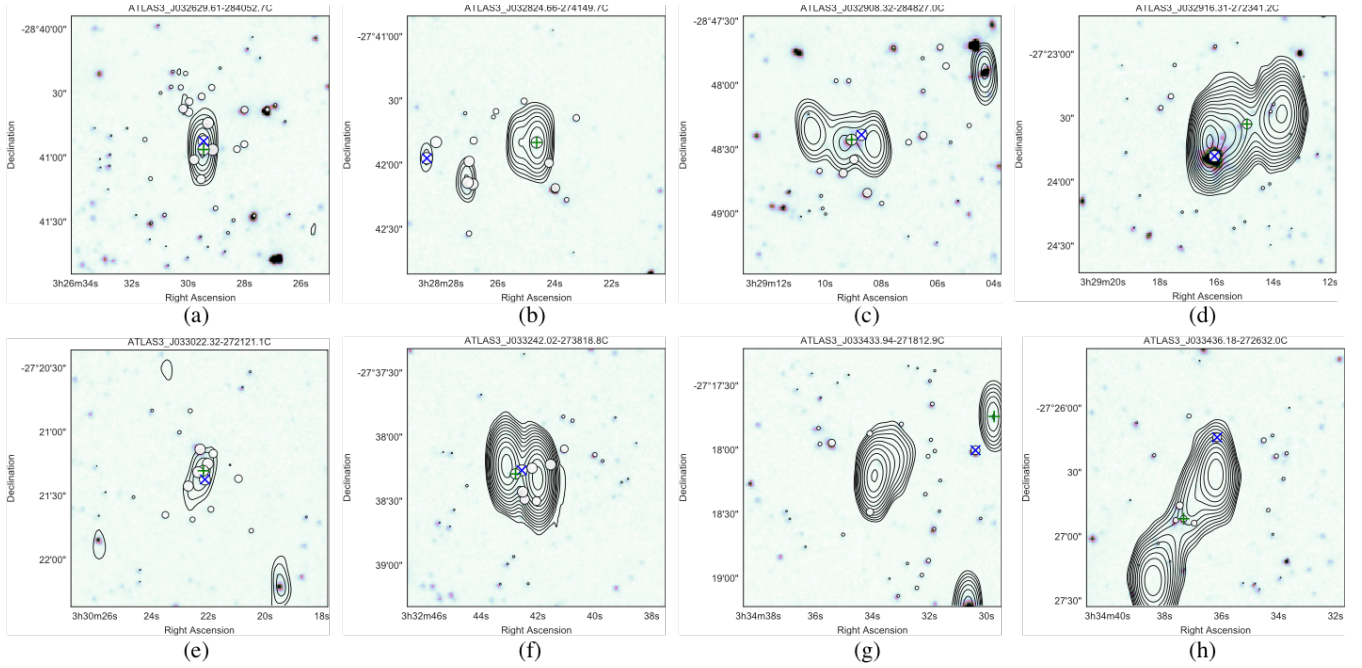 ATLAS3_J032629.61-284052.7C
-28°40'00"
30"
41'00"
41'30"
Declination
3h26m34s 32s 30s 28s 26s
Right Ascension
(a)
ATLAS3_J032824.66-274149.7C
-27°41'00"
30"
42'00"
42'30"
Declination
3h28m28s 26s 24s 22s
Right Ascension
(b)
ATLAS3_J032908.32-284827.0C
-28°47'30"
48'00"
48'30"
49'00"
Declination
3h29m12s 10s 08s 06s 04s
Right Ascension
(c)
ATLAS3_J032916.31-272341.2C
-27°23'00"
30"
24'00"
24'30"
Declination
3h29m20s 18s 16s 14s 12s
Right Ascension
(d)
ATLAS3_J033022.32-272121.1C
-27°20'30"
21'00"
21'30"
22'00"
Declination
3h30m26s 24s 22s 20s 18s
Right Ascension
(e)
ATLAS3_J033242.02-273818.8C
-27°37'30"
38'00"
38'30"
39'00"
Declination
3h32m46s 44s 42s 40s 38s
Right Ascension
(f)
ATLAS3_J033433.94-271812.9C
-27°17'30"
18'00"
18'30"
19'00"
Declination
3h34m38s 36s 34s 32s 30s
Right Ascension
(g)
ATLAS3_J033436.18-272632.0C
-27°26'00"
30"
27'00"
27'30"
Declination
3h34m40s 38s 36s 34s 32s
Right Ascension
(h)